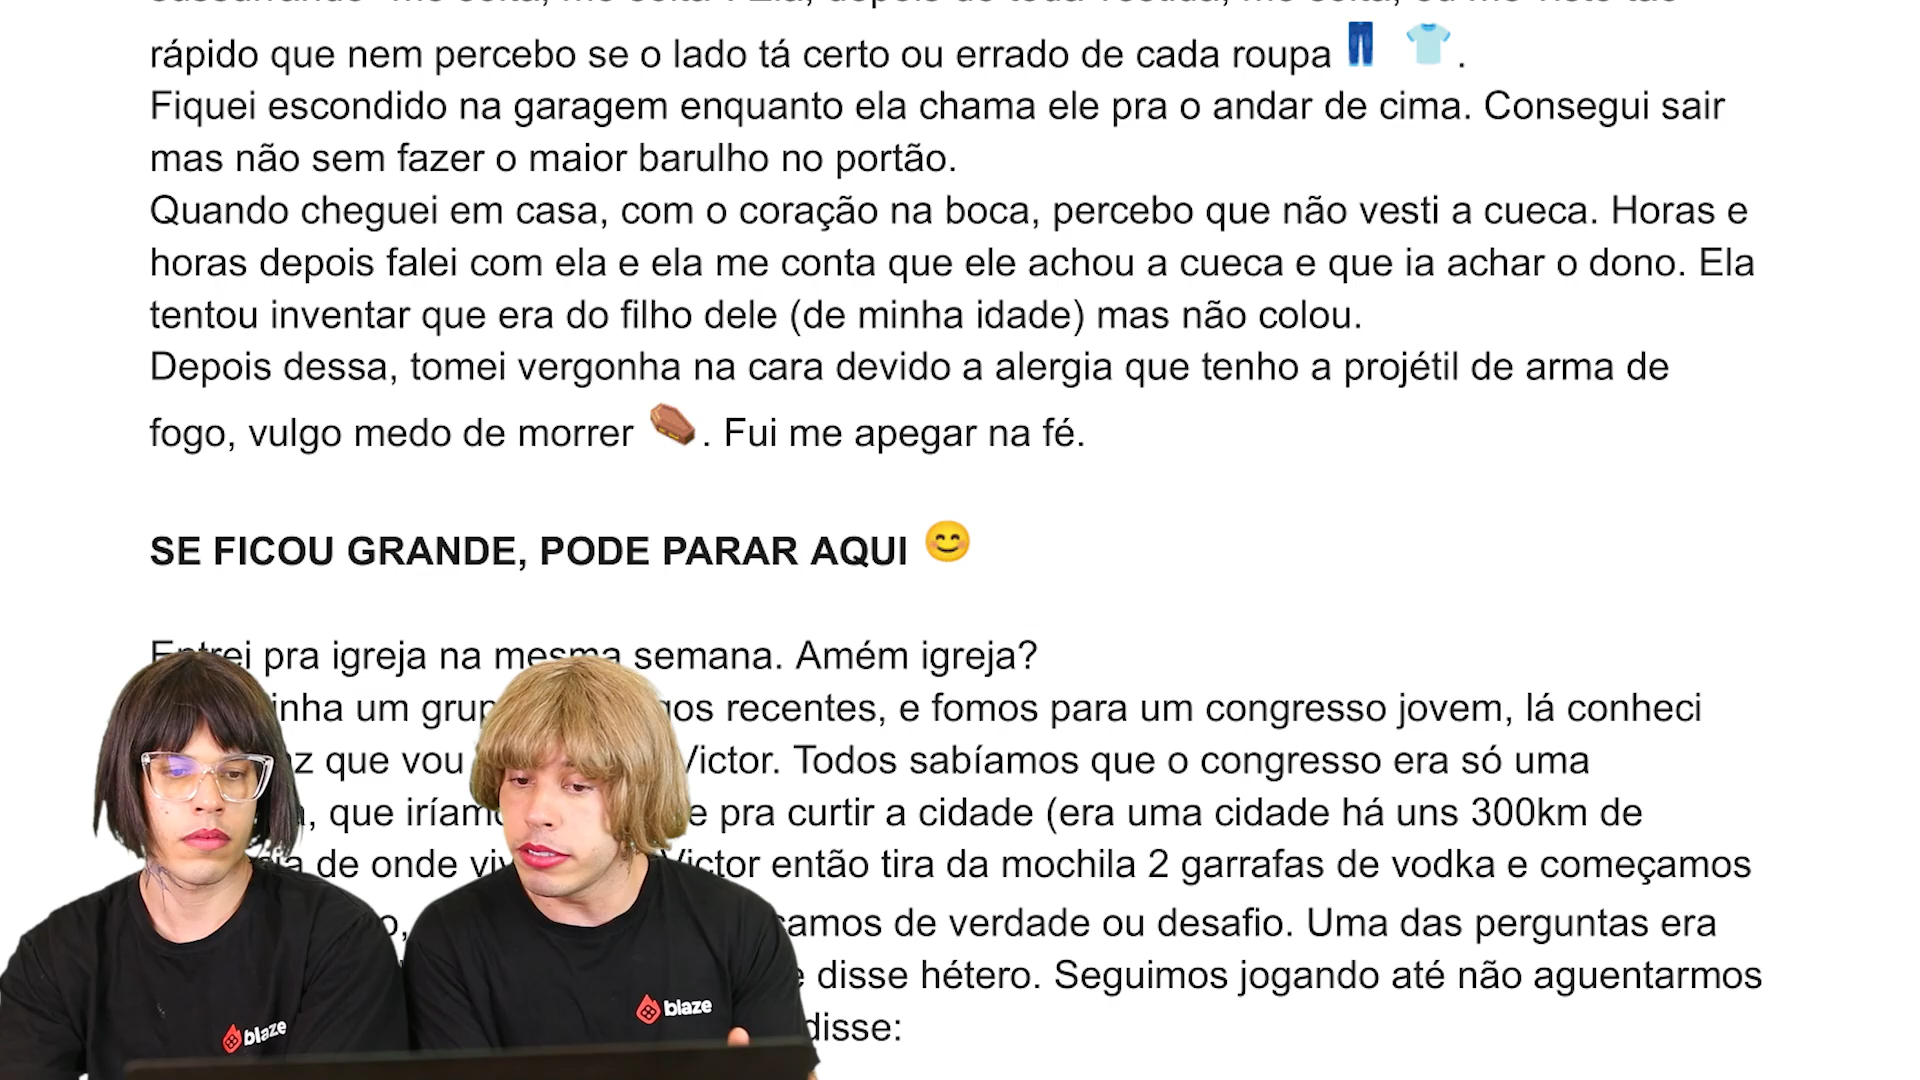 rápido que nem percebo se o lado tá certo ou errado de cada roupa 👖 👕.
Fiquei escondido na garagem enquanto ela chama ele pra o andar de cima. Consegui sair
mas não sem fazer o maior barulho no portão.
Quando cheguei em casa, com o coração na boca, percebo que não vesti a cueca. Horas e
horas depois falei com ela e ela me conta que ele achou a cueca e que ia achar o dono. Ela
tentou inventar que era do filho dele (de minha idade) mas não colou.
Depois dessa, tomei vergonha na cara devido a alergia que tenho a projétil de arma de
fogo, vulgo medo de morrer ⚰️. Fui me apegar na fé.
SE FICOU GRANDE, PODE PARAR AQUI 😊
Entrei pra igreja na mesma semana. Amém igreja?
um recentes, e fomos para um congresso jovem, lá conheci
que vou Victor. Todos sabíamos que o congresso era só uma
que pra curtir a cidade (era uma cidade há uns 300km de
de onde Victor então tira da mochila 2 garrafas de vodka e começamos
de verdade ou desafio. Uma das perguntas era
disse hétero. Seguimos jogando até não aguentarmos
disse:
blaze
blaze